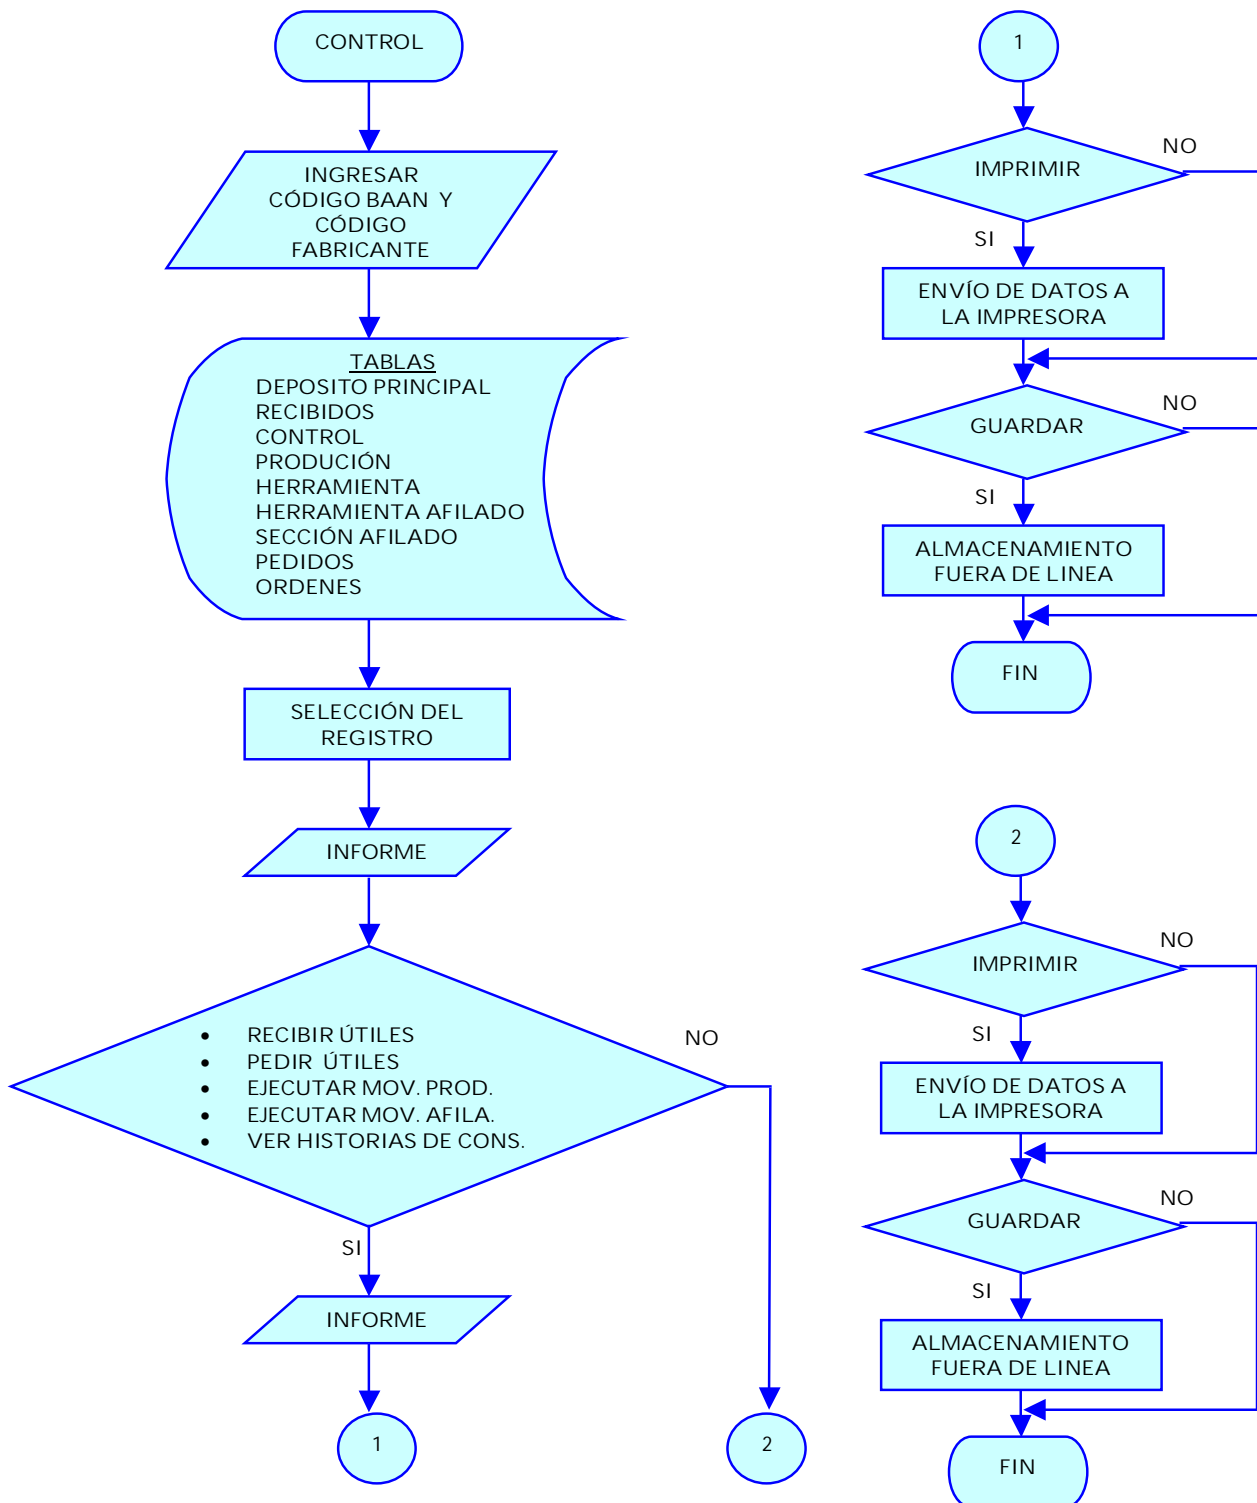 CONTROL
INGRESAR
CÓDIGO BAAN Y
CÓDIGO
FABRICANTE
TABLAS
DEPOSITO PRINCIPAL
RECIBIDOS
CONTROL
PRODUCIÓN
HERRAMIENTA
HERRAMIENTA AFILADO
SECCIÓN AFILADO
PEDIDOS
ORDENES
SELECCIÓN DEL
REGISTRO
INFORME
• RECIBIR ÚTILES
• PEDIR ÚTILES
• EJECUTAR MOV. PROD.
• EJECUTAR MOV. AFILA.
• VER HISTORIAS DE CONS.
NO
SI
INFORME
1
2
1
IMPRIMIR
NO
SI
ENVÍO DE DATOS A
LA IMPRESORA
GUARDAR
NO
SI
ALMACENAMIENTO
FUERA DE LINEA
FIN
2
IMPRIMIR
NO
SI
ENVÍO DE DATOS A
LA IMPRESORA
GUARDAR
NO
SI
ALMACENAMIENTO
FUERA DE LINEA
FIN